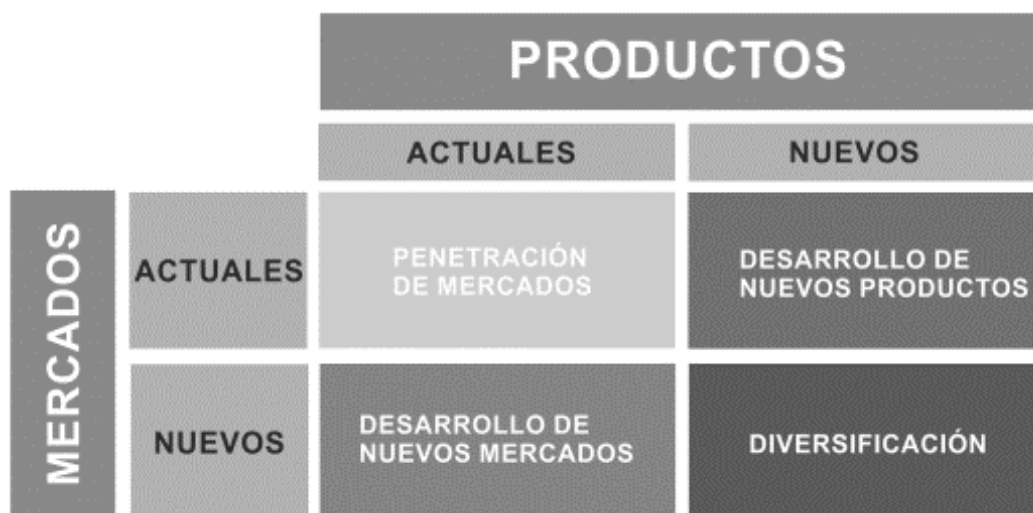 PRODUCTOS
ACTUALES
NUEVOS
MERCADOS
ACTUALES
PENETRACIÓN
DE MERCADOS
DESARROLLO DE
NUEVOS PRODUCTOS
NUEVOS
DESARROLLO DE
NUEVOS MERCADOS
DIVERSIFICACIÓN